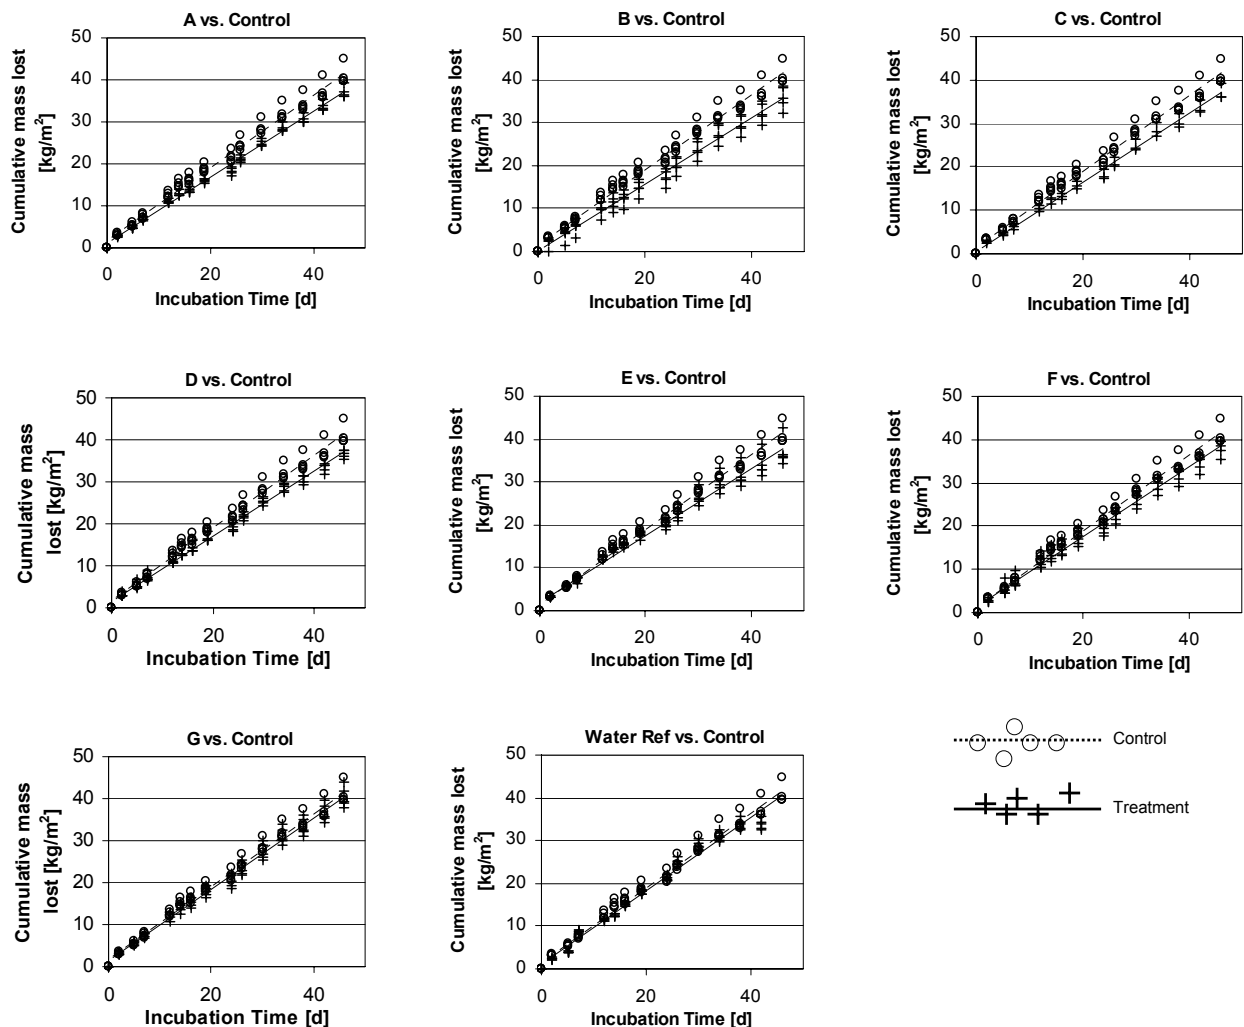 A vs. Control
Cumulative mass lost
[kg/m²]
50
40
30
20
10
0
0 20 40
Incubation Time [d]
B vs. Control
Cumulative mass lost
[kg/m²]
50
40
30
20
10
0
0 20 40
Incubation Time [d]
C vs. Control
Cumulative mass lost
[kg/m²]
50
40
30
20
10
0
0 20 40
Incubation Time [d]
D vs. Control
Cumulative mass
lost [kg/m²]
50
40
30
20
10
0
0 20 40
Incubation Time [d]
E vs. Control
Cumulative mass lost
[kg/m²]
50
40
30
20
10
0
0 20 40
Incubation Time [d]
F vs. Control
Cumulative mass lost
[kg/m²]
50
40
30
20
10
0
0 20 40
Incubation Time [d]
G vs. Control
Cumulative mass
lost [kg/m²]
50
40
30
20
10
0
0 20 40
Incubation Time [d]
Water Ref vs. Control
Cumulative mass lost
[kg/m²]
50
40
30
20
10
0
0 20 40
Incubation Time [d]
Control
Treatment